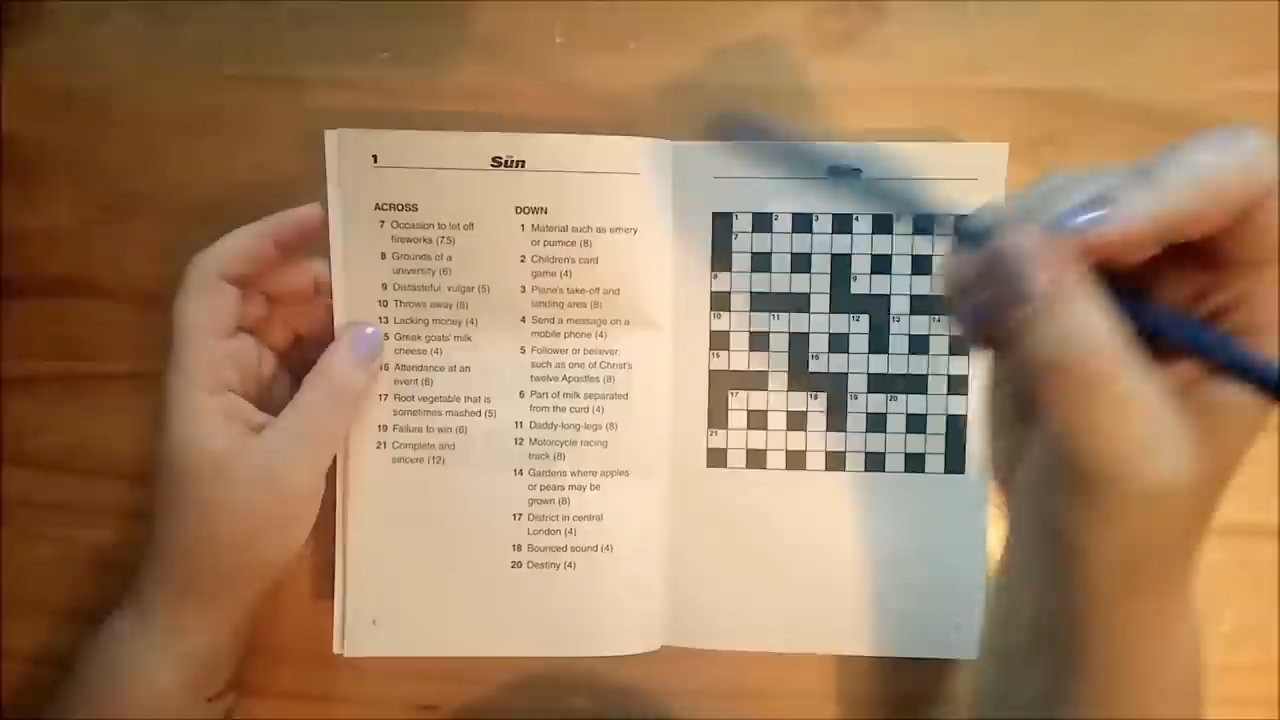 1
THE Sun
ACROSS
7 Occasion to let off
fireworks (7,5)
8 Grounds of a
university (6)
9 Distasteful, vulgar (5)
10 Throws away (8)
13 Lacking money (4)
5 Greek goats' milk
cheese (4)
16 Attendance at an
event (8)
17 Root vegetable that is
sometimes mashed (5)
19 Failure to win (6)
21 Complete and
sincere (12)
DOWN
1 Material such as emery
or pumice (8)
2 Children's card
game (4)
3 Plane's take-off and
landing area (8)
4 Send a message on a
mobile phone (4)
5 Follower or believer,
such as one of Christ's
twelve Apostles (8)
6 Part of milk separated
from the curd (4)
11 Daddy-long-legs (8)
12 Motorcycle racing
track (8)
14 Gardens where apples
or pears may be
grown (8)
17 District in central
London (4)
18 Bounced sound (4)
20 Destiny (4)
1 2 3 4
7
8 9
10 11 12 13 14
15 16
17 18 19 20
21